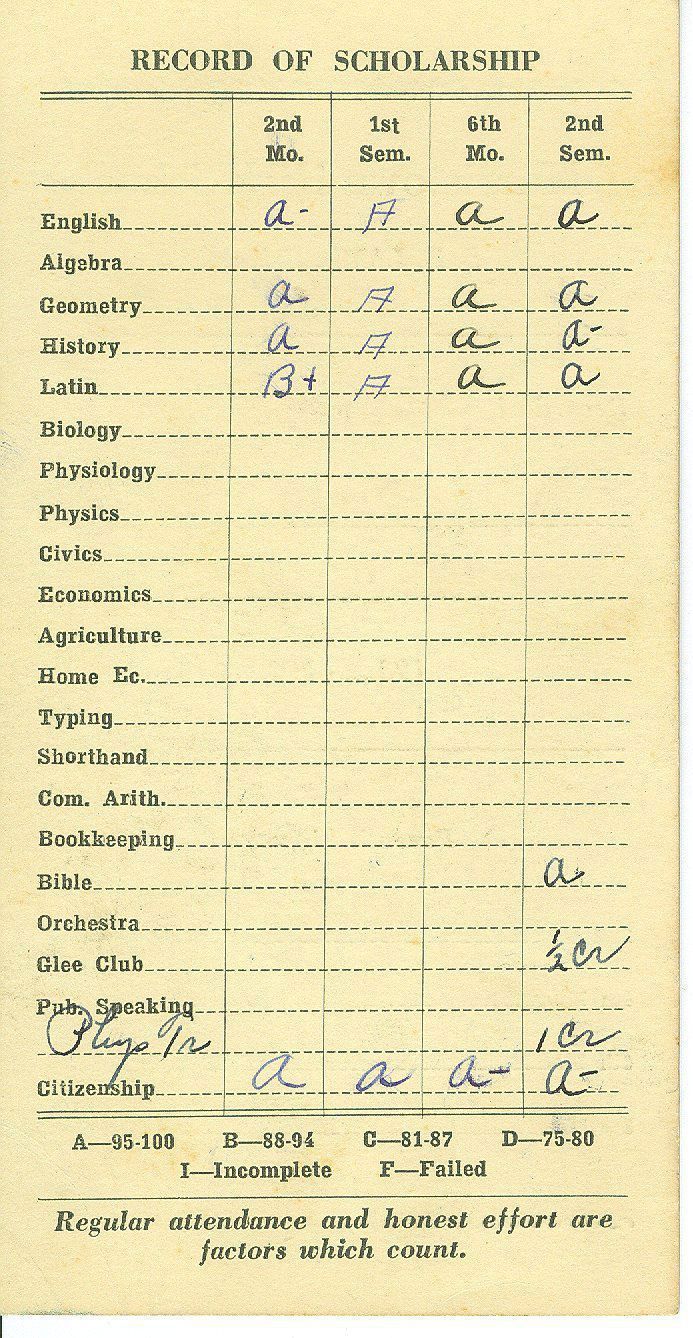 RECORD OF SCHOLARSHIP
2nd Mo. 1st Sem. 6th Mo. 2nd Sem.
English a- A a a
Algebra
Geometry a A a a
History a A a a-
Latin B+ A a a
Biology
Physiology
Physics
Civics
Economics
Agriculture
Home Ec.
Typing
Shorthand
Com. Arith.
Bookkeeping
Bible a
Orchestra
Glee Club ½ Cr
Pub. Speaking
Phys Tr 1 Cr
Citizenship a a a- a-
A—95-100 B—88-94 C—81-87 D—75-80
I—Incomplete F—Failed
Regular attendance and honest effort are
factors which count.